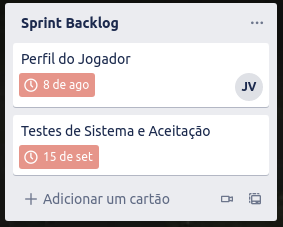 Sprint Backlog
Perfil do Jogador
8 de ago
JV
Testes de Sistema e Aceitação
15 de set
Adicionar um cartão